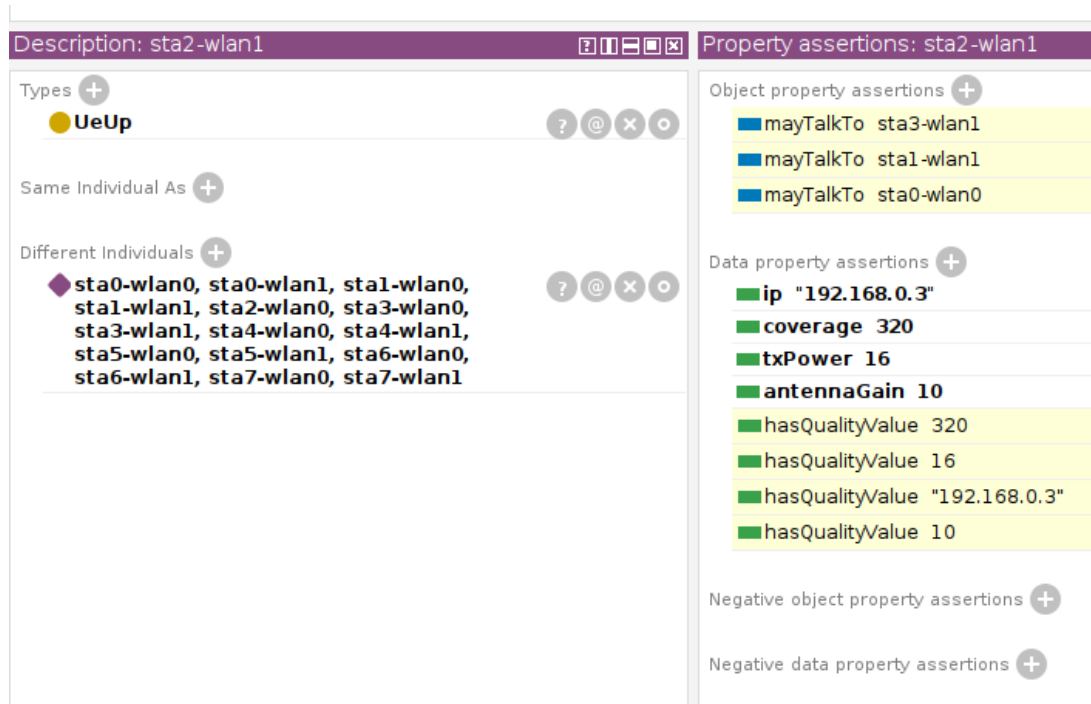 Description: sta2-wlan1
Types
UeUp
Same Individual As
Different Individuals
sta0-wlan0, sta0-wlan1, sta1-wlan0,
sta1-wlan1, sta2-wlan0, sta3-wlan0,
sta3-wlan1, sta4-wlan0, sta4-wlan1,
sta5-wlan0, sta5-wlan1, sta6-wlan0,
sta6-wlan1, sta7-wlan0, sta7-wlan1
Property assertions: sta2-wlan1
Object property assertions
mayTalkTo sta3-wlan1
mayTalkTo sta1-wlan1
mayTalkTo sta0-wlan0
Data property assertions
ip "192.168.0.3"
coverage 320
txPower 16
antennaGain 10
hasQualityValue 320
hasQualityValue 16
hasQualityValue "192.168.0.3"
hasQualityValue 10
Negative object property assertions
Negative data property assertions